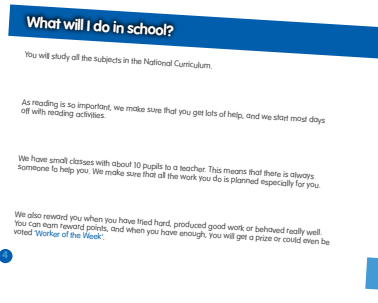 What will I do in school?
You will study all the subjects in the National Curriculum.
As reading is so important, we make sure that you get lots of help, and we start most days
off with reading activities.
We have small classes with about 10 pupils to a teacher. This means that there is always
someone to help you. We make sure that all the work you do is planned especially for you.
We also reward you when you have tried hard, produced good work or behaved really well.
You can earn reward points, and when you have enough, you will get a prize or could even be
voted 'Worker of the Week'.
4